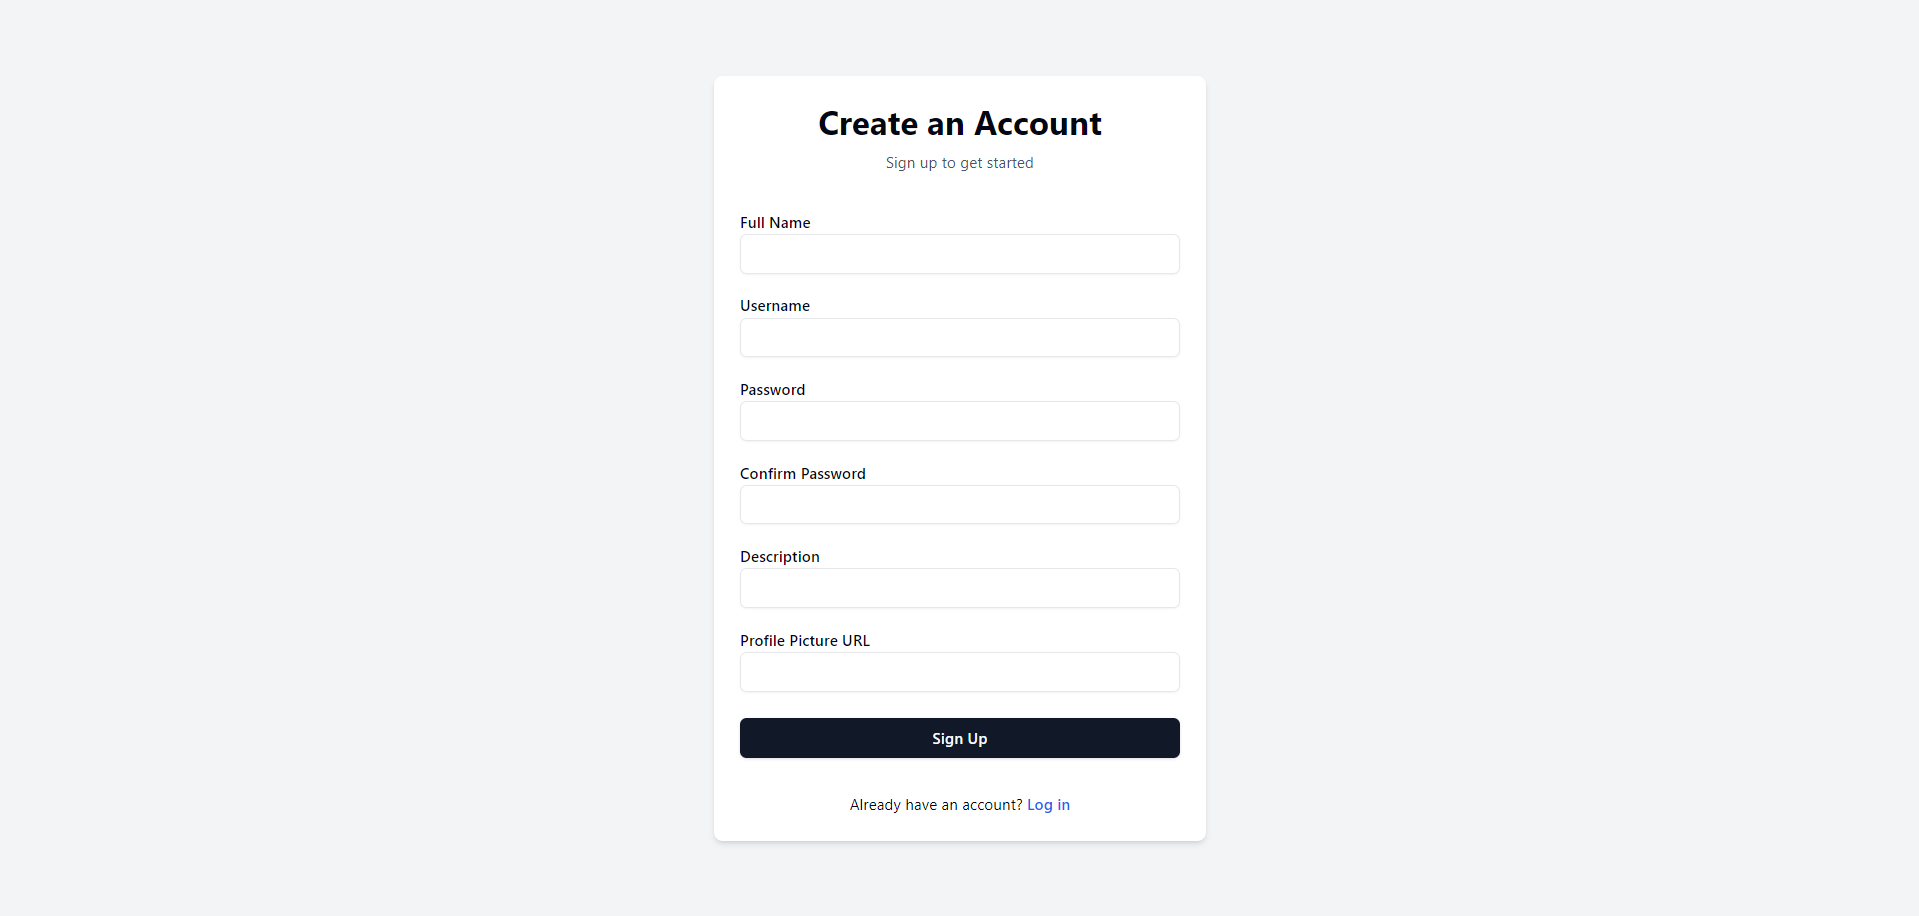 Create an Account
Sign up to get started
Full Name
Username
Password
Confirm Password
Description
Profile Picture URL
Sign Up
Already have an account? Log in